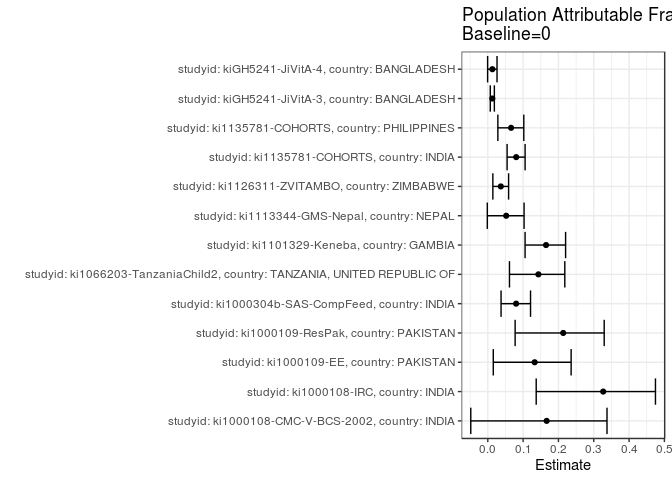 Population Attributable Fra
Baseline=0
studyid: kiGH5241-JiVitA-4, country: BANGLADESH
studyid: kiGH5241-JiVitA-3, country: BANGLADESH
studyid: ki1135781-COHORTS, country: PHILIPPINES
studyid: ki1135781-COHORTS, country: INDIA
studyid: ki1126311-ZVITAMBO, country: ZIMBABWE
studyid: ki1113344-GMS-Nepal, country: NEPAL
studyid: ki1101329-Keneba, country: GAMBIA
studyid: ki1066203-TanzaniaChild2, country: TANZANIA, UNITED REPUBLIC OF
studyid: ki1000304b-SAS-CompFeed, country: INDIA
studyid: ki1000109-ResPak, country: PAKISTAN
studyid: ki1000109-EE, country: PAKISTAN
studyid: ki1000108-IRC, country: INDIA
studyid: ki1000108-CMC-V-BCS-2002, country: INDIA
0.0 0.1 0.2 0.3 0.4 0.5
Estimate